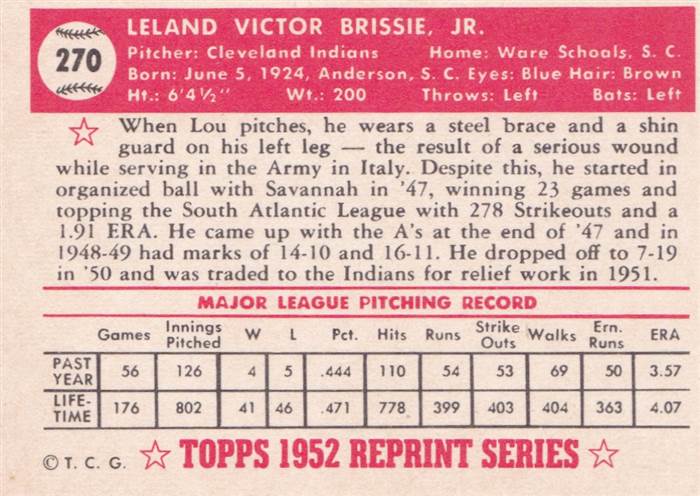 270
LELAND VICTOR BRISSIE, JR.
Pitcher: Cleveland Indians Home: Ware Schools, S. C.
Born: June 5, 1924, Anderson, S. C. Eyes: Blue Hair: Brown
Ht.: 6'4½" Wt.: 200 Throws: Left Bats: Left
When Lou pitches, he wears a steel brace and a shin
guard on his left leg — the result of a serious wound
while serving in the Army in Italy. Despite this, he started in
organized ball with Savannah in '47, winning 23 games and
topping the South Atlantic League with 278 Strikeouts and a
1.91 ERA. He came up with the A's at the end of '47 and in
1948-49 had marks of 14-10 and 16-11. He dropped off to 7-19
in '50 and was traded to the Indians for relief work in 1951.
MAJOR LEAGUE PITCHING RECORD
Games Innings Pitched W L Pct. Hits Runs Strike Outs Walks Ern. Runs ERA
PAST YEAR 56 126 4 5 .444 110 54 53 69 50 3.57
LIFE-TIME 176 802 41 46 .471 778 399 403 404 363 4.07
© T. C. G. TOPPS 1952 REPRINT SERIES